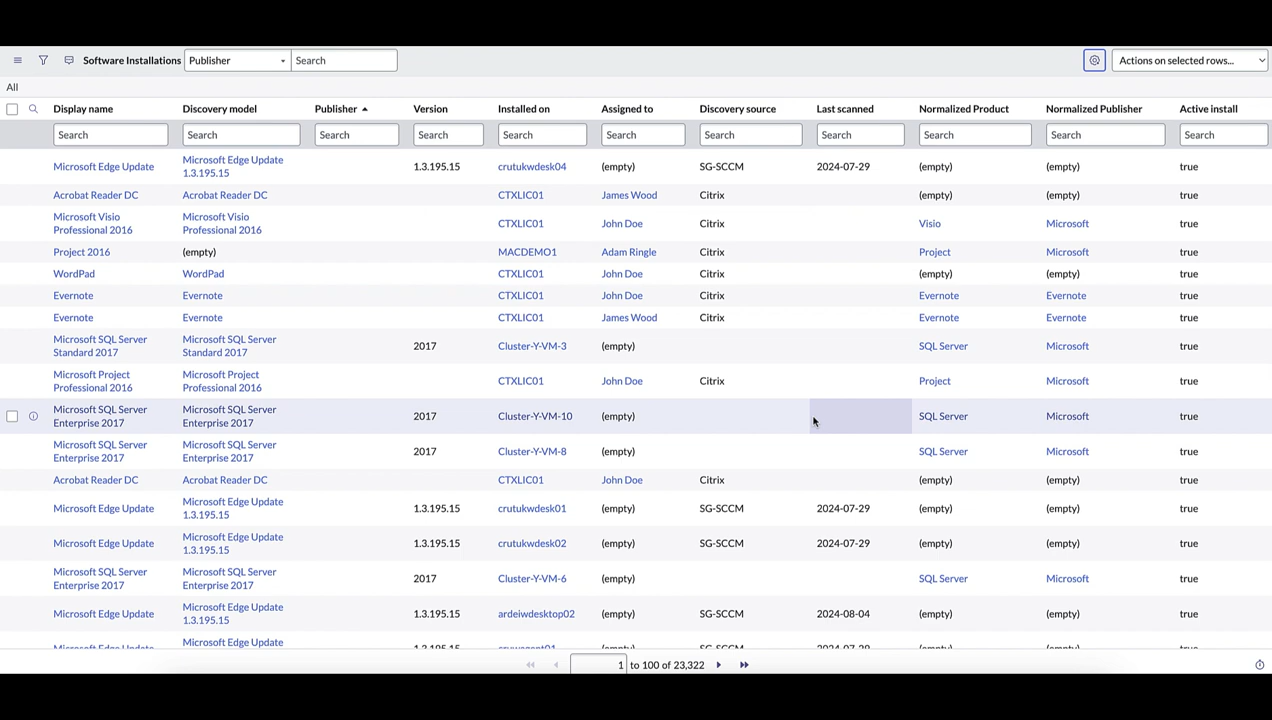 Software Installations Publisher Search Actions on selected rows...
All
Display name Discovery model Publisher Version Installed on Assigned to Discovery source Last scanned Normalized Product Normalized Publisher Active install
Search Search Search Search Search Search Search Search Search Search Search
Microsoft Edge Update Microsoft Edge Update 1.3.195.15 1.3.195.15 crutukwdesk04 (empty) SG-SCCM 2024-07-29 (empty) (empty) true
Acrobat Reader DC Acrobat Reader DC CTXLIC01 James Wood Citrix (empty) (empty) true
Microsoft Visio Professional 2016 Microsoft Visio Professional 2016 CTXLIC01 John Doe Citrix Visio Microsoft true
Project 2016 (empty) MACDEMO1 Adam Ringle Citrix Project Microsoft true
WordPad WordPad CTXLIC01 John Doe Citrix (empty) (empty) true
Evernote Evernote CTXLIC01 John Doe Citrix Evernote Evernote true
Evernote Evernote CTXLIC01 James Wood Citrix Evernote Evernote true
Microsoft SQL Server Standard 2017 Microsoft SQL Server Standard 2017 2017 Cluster-Y-VM-3 (empty) SQL Server Microsoft true
Microsoft Project Professional 2016 Microsoft Project Professional 2016 CTXLIC01 John Doe Citrix Project Microsoft true
Microsoft SQL Server Enterprise 2017 Microsoft SQL Server Enterprise 2017 2017 Cluster-Y-VM-10 (empty) SQL Server Microsoft true
Microsoft SQL Server Enterprise 2017 Microsoft SQL Server Enterprise 2017 2017 Cluster-Y-VM-8 (empty) SQL Server Microsoft true
Acrobat Reader DC Acrobat Reader DC CTXLIC01 John Doe Citrix (empty) (empty) true
Microsoft Edge Update Microsoft Edge Update 1.3.195.15 1.3.195.15 crutukwdesk01 (empty) SG-SCCM 2024-07-29 (empty) (empty) true
Microsoft Edge Update Microsoft Edge Update 1.3.195.15 1.3.195.15 crutukwdesk02 (empty) SG-SCCM 2024-07-29 (empty) (empty) true
Microsoft SQL Server Enterprise 2017 Microsoft SQL Server Enterprise 2017 2017 Cluster-Y-VM-6 (empty) SQL Server Microsoft true
Microsoft Edge Update Microsoft Edge Update 1.3.195.15 1.3.195.15 ardeiwdesktop02 (empty) SG-SCCM 2024-08-04 (empty) (empty) true
Microsoft Edge Update
1 to 100 of 23,322